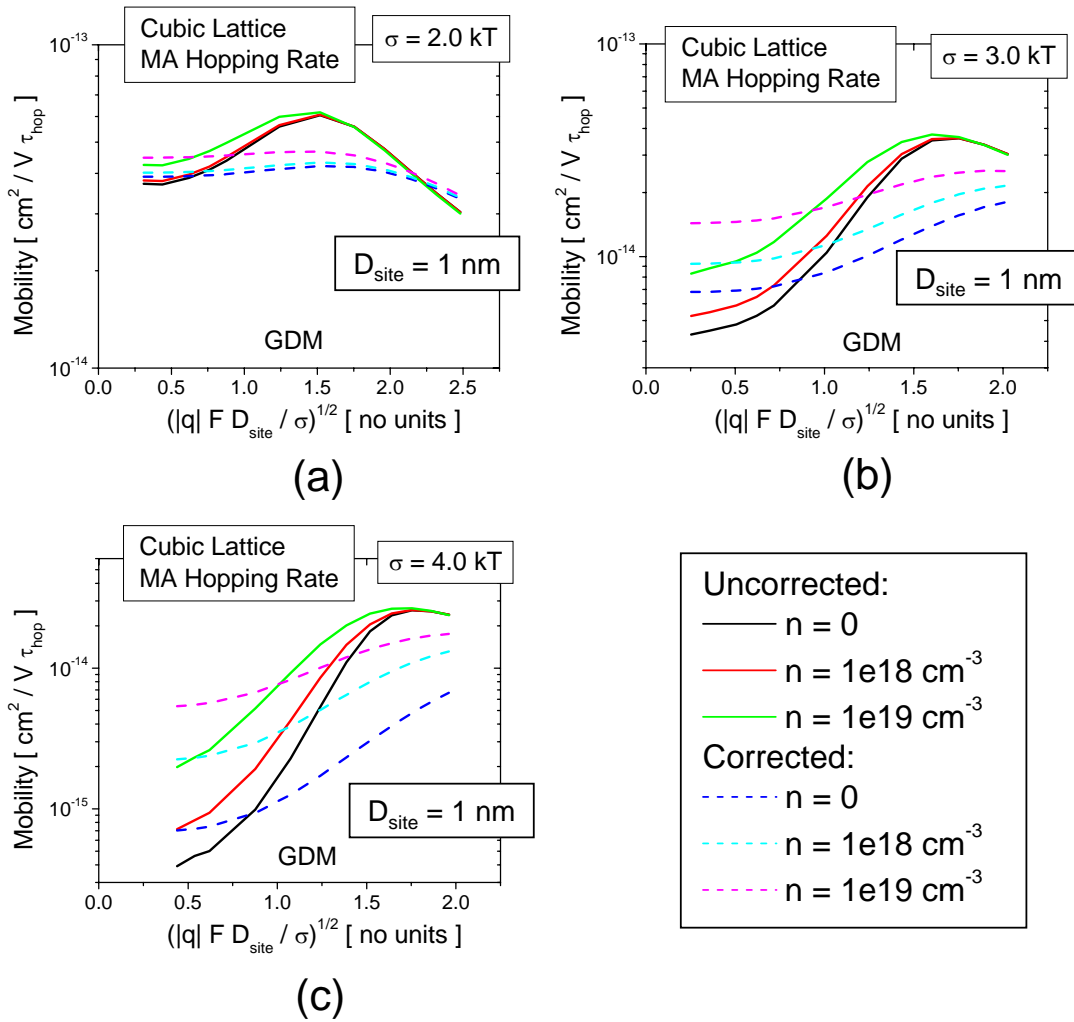 Cubic Lattice
MA Hopping Rate
σ = 2.0 kT
10^-13
10^-14
Mobility [ cm^2 / V τ_hop ]
D_site = 1 nm
GDM
0.0 0.5 1.0 1.5 2.0 2.5
(|q| F D_site / σ)^1/2 [ no units ]
(a)
Cubic Lattice
MA Hopping Rate
σ = 3.0 kT
10^-13
10^-14
Mobility [ cm^2 / V τ_hop ]
D_site = 1 nm
GDM
0.0 0.5 1.0 1.5 2.0
(|q| F D_site / σ)^1/2 [ no units ]
(b)
Cubic Lattice
MA Hopping Rate
σ = 4.0 kT
10^-14
10^-15
Mobility [ cm^2 / V τ_hop ]
D_site = 1 nm
GDM
0.0 0.5 1.0 1.5 2.0
(|q| F D_site / σ)^1/2 [ no units ]
(c)
Uncorrected:
n = 0
n = 1e18 cm^-3
n = 1e19 cm^-3
Corrected:
n = 0
n = 1e18 cm^-3
n = 1e19 cm^-3